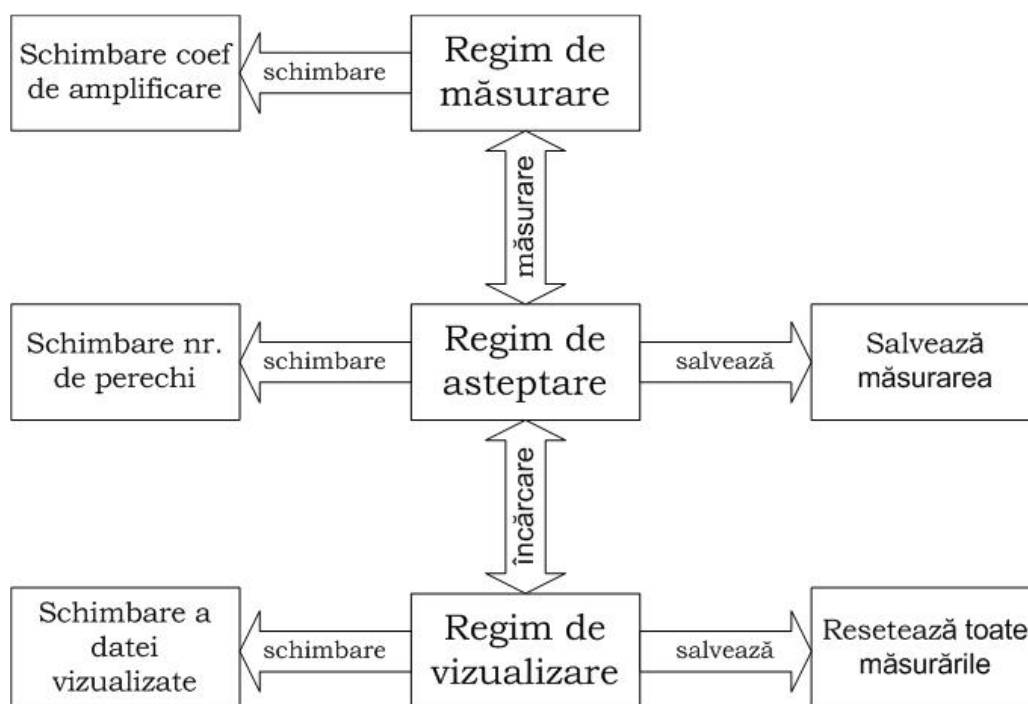 Schimbare coef
de amplificare
schimbare
Regim de
măsurare
măsurare
Schimbare nr.
de perechi
schimbare
Regim de
asteptare
salvează
Salvează
măsurarea
încărcare
Schimbare a
datei
vizualizate
schimbare
Regim de
vizualizare
salvează
Resetează toate
măsurările